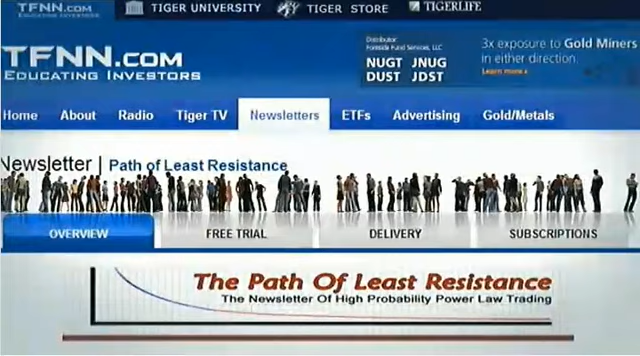 TFNN.COM
EDUCATING INVESTORS
TIGER UNIVERSITY
TIGER STORE
TIGERLIFE
TFNN.COM
EDUCATING INVESTORS
Distributor:
Foreside Fund Services, LLC
NUGT JNUG
DUST JDST
3x exposure to Gold Miners
in either direction.
Learn more ›
Home About Radio Tiger TV Newsletters ETFs Advertising Gold/Metals
Newsletter | Path of Least Resistance
OVERVIEW FREE TRIAL DELIVERY SUBSCRIPTIONS
The Path Of Least Resistance
The Newsletter Of High Probability Power Law Trading